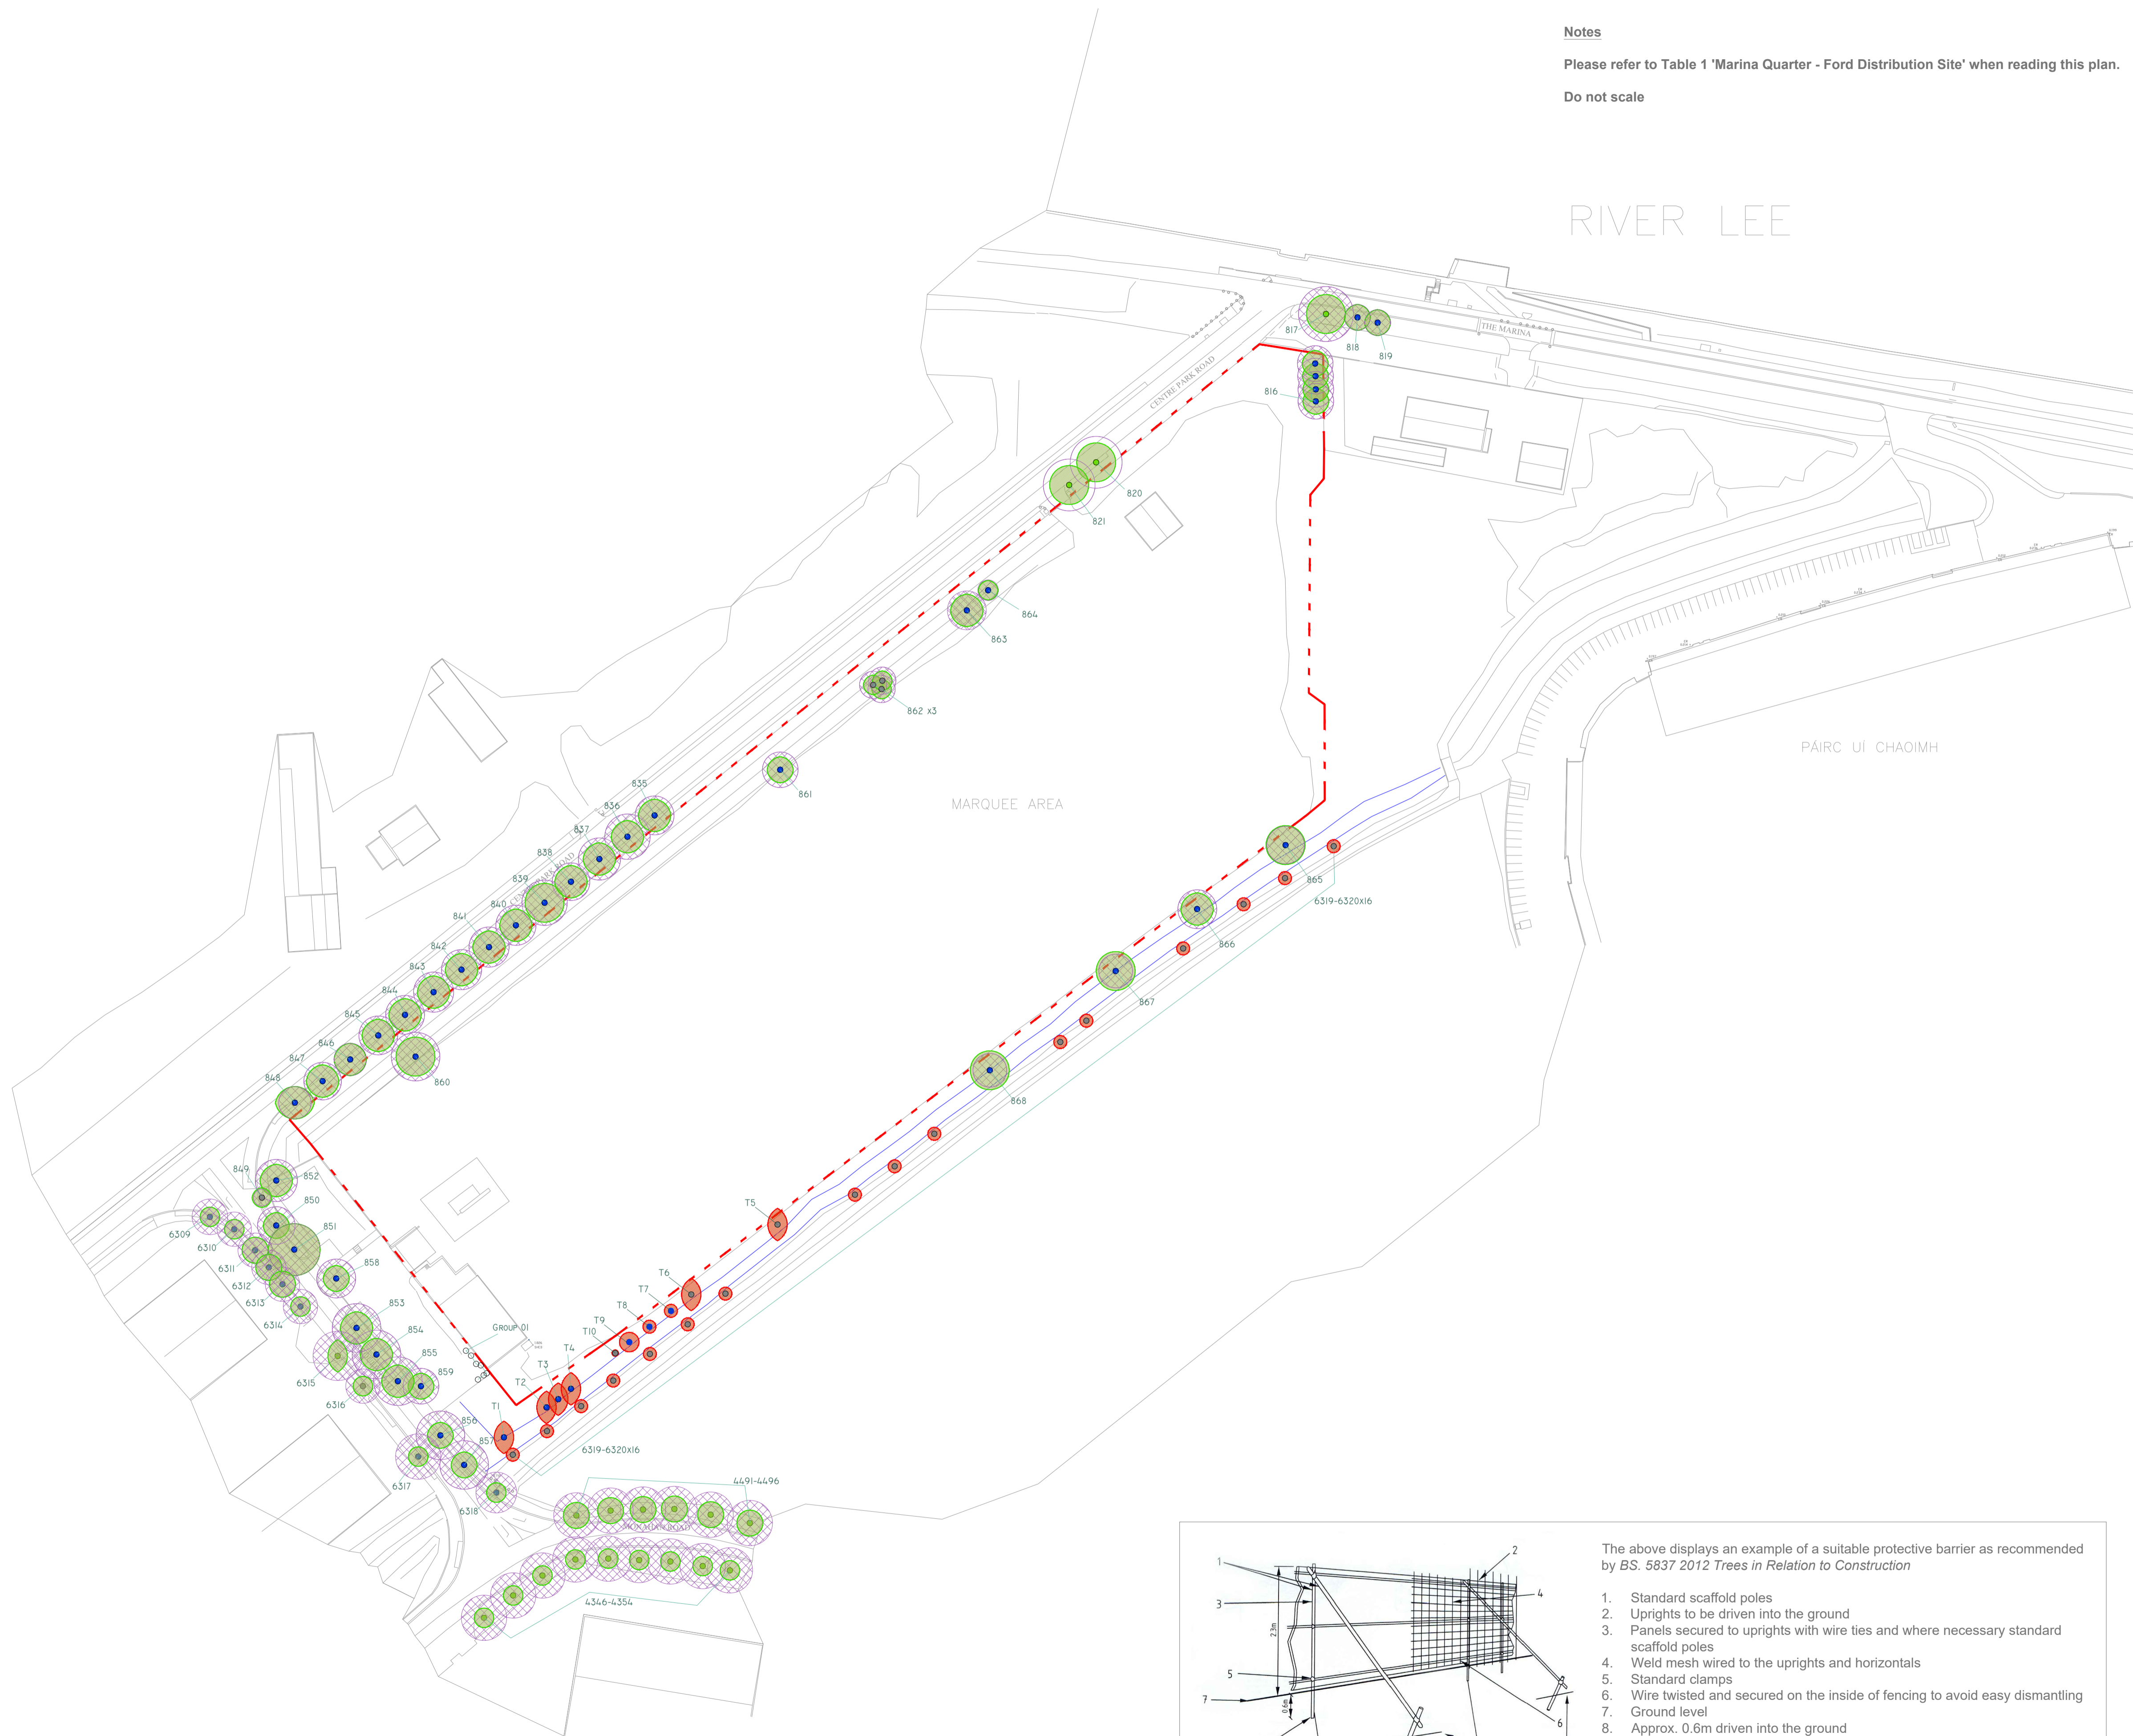 Notes
Please refer to Table 1 'Marina Quarter - Ford Distribution Site' when reading this plan.
Do not scale
RIVER LEE
817
818
819
THE MARINA
CENTRE PARK ROAD
816
820
821
864
863
862 x3
PÁIRC UÍ CHAOIMH
861
MARQUEE AREA
835
836
837
838
839
840
841
842
843
844
845
846
847
848
860
865
6319-6320x16
866
867
868
849
852
850
851
6309
6310
6311
6312
6313
6314
858
853
854
855
859
6315
6316
GROUP 01
T5
T6
T7
T8
T9
T10
T4
T3
T2
T1
856
857
6317
6318
6319-6320x16
4491-4496
MONAHAN ROAD
4346-4354
The above displays an example of a suitable protective barrier as recommended
by BS. 5837 2012 Trees in Relation to Construction
1. Standard scaffold poles
2. Uprights to be driven into the ground
3. Panels secured to uprights with wire ties and where necessary standard
scaffold poles
4. Weld mesh wired to the uprights and horizontals
5. Standard clamps
6. Wire twisted and secured on the inside of fencing to avoid easy dismantling
7. Ground level
8. Approx. 0.6m driven into the ground
1
2
3
4
2.3m
5
7
0.6m
6